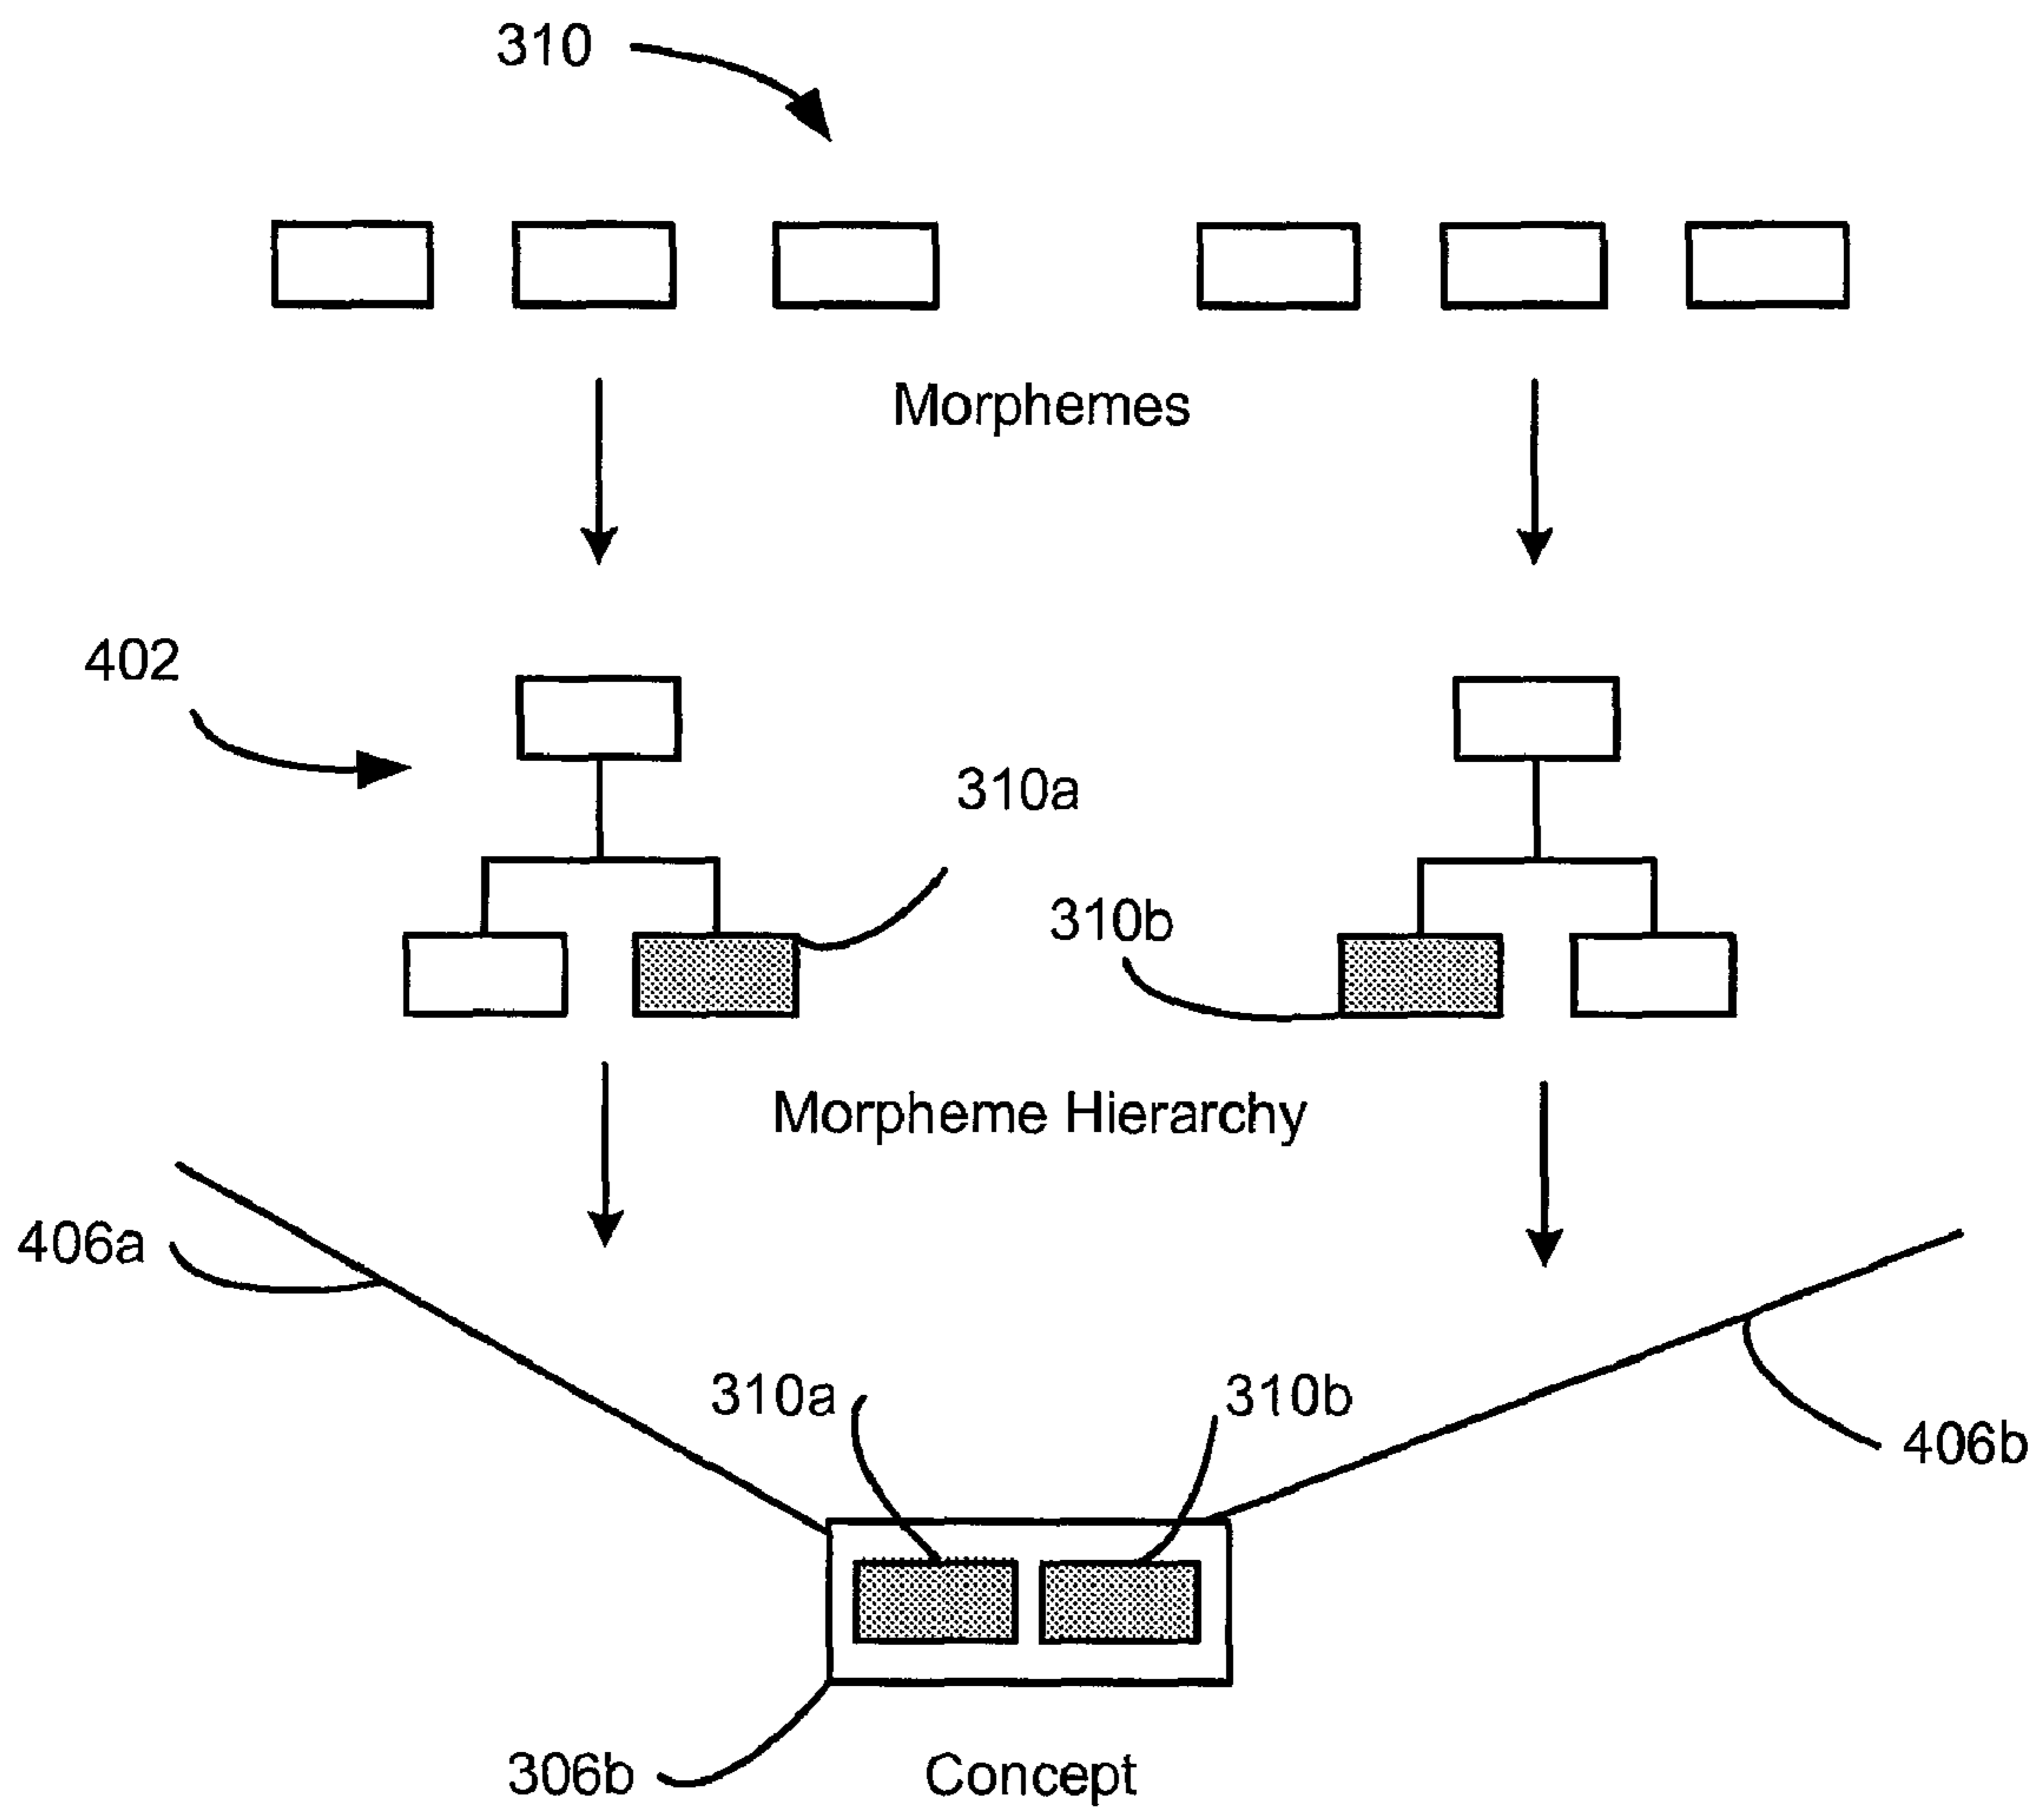 310
Morphemes
402
310a
310b
Morpheme Hierarchy
406a
310a
310b
406b
306b
Concept